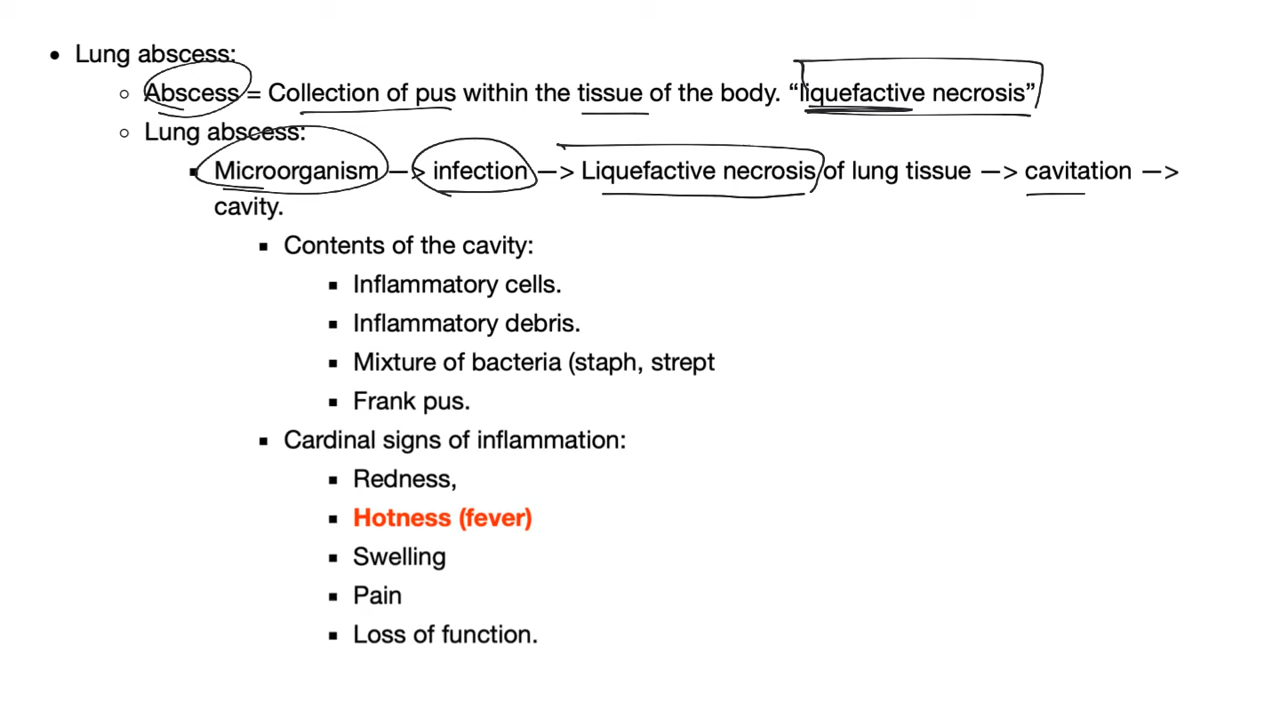 • Lung abscess:
◦ Abscess = Collection of pus within the tissue of the body. “liquefactive necrosis”
◦ Lung abscess:
▪ Microorganism —> infection —> Liquefactive necrosis of lung tissue —> cavitation —>
cavity.
▪ Contents of the cavity:
▪ Inflammatory cells.
▪ Inflammatory debris.
▪ Mixture of bacteria (staph, strept
▪ Frank pus.
▪ Cardinal signs of inflammation:
▪ Redness,
▪ Hotness (fever)
▪ Swelling
▪ Pain
▪ Loss of function.